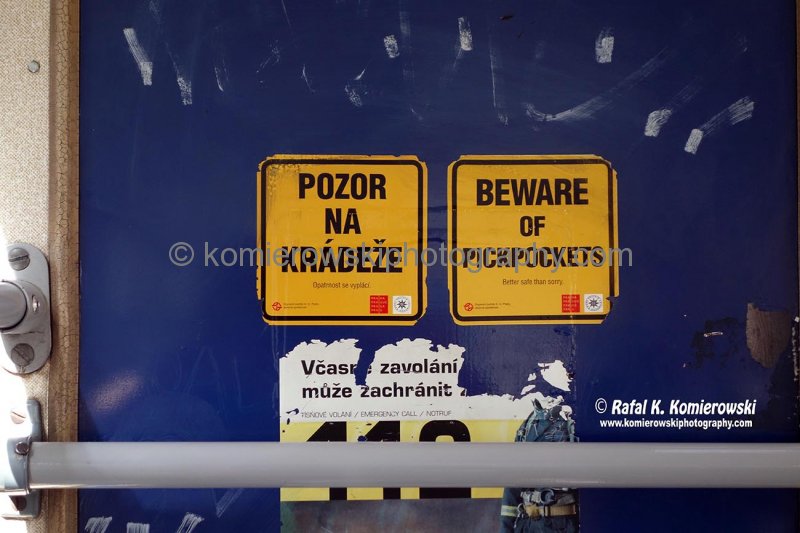 POZOR
NA
KRÁDEŽE
Opatrnost se vyplácí.
BEWARE
OF
PICKPOCKETS
Better safe than sorry.
© komierowskiphotography.com
Včasné zavolání
může zachránit
TÍSŇOVÉ VOLÁNÍ / EMERGENCY CALL / NOTRUF
112
© Rafal K. Komierowski
www.komierowskiphotography.com